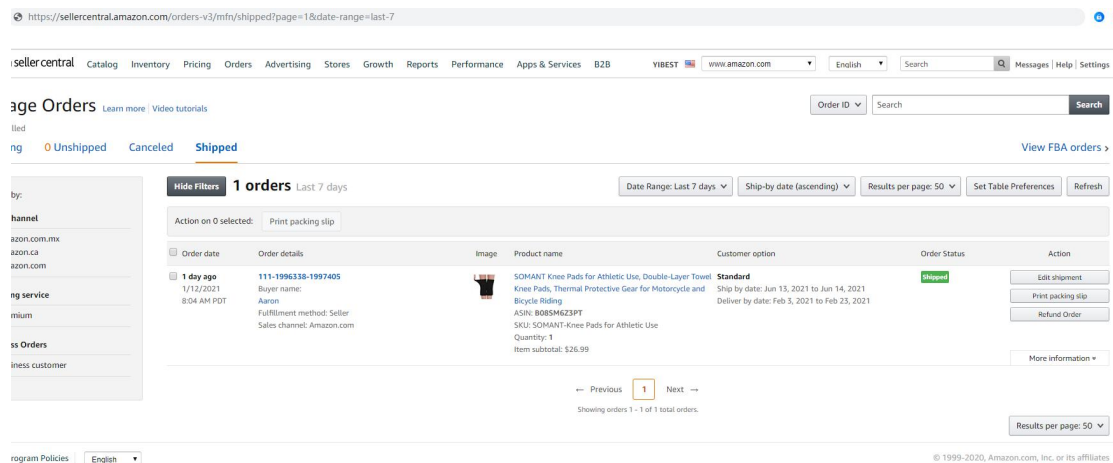 https://sellercentral.amazon.com/orders-v3/mfn/shipped?page=1&date-range=last-7
seller central Catalog Inventory Pricing Orders Advertising Stores Growth Reports Performance Apps & Services B2B YIBEST www.amazon.com English Search Messages | Help | Settings
age Orders Learn more | Video tutorials Order ID Search Search
lled
ng 0 Unshipped Canceled Shipped View FBA orders
by:
Hide Filters 1 orders Last 7 days Date Range: Last 7 days Ship-by date (ascending) Results per page: 50 Set Table Preferences Refresh
hannel
Action on 0 selected: Print packing slip
azon.com.mx
azon.ca
azon.com
Order date Order details Image Product name Customer option Order Status Action
1 day ago 111-1996338-1997405 SOMANT Knee Pads for Athletic Use, Double-Layer Towel Standard Shipped Edit shipment
1/12/2021 Buyer name: Knee Pads, Thermal Protective Gear for Motorcycle and Ship by date: Jun 13, 2021 to Jun 14, 2021
8:04 AM PDT Aaron Bicycle Riding Deliver by date: Feb 3, 2021 to Feb 23, 2021 Print packing slip
Fulfillment method: Seller ASIN: B08SM6Z3PT Refund Order
Sales channel: Amazon.com SKU: SOMANT-Knee Pads for Athletic Use
Quantity: 1
Item subtotal: $26.99
More information
ng service
mium
ss Orders
iness customer
← Previous 1 Next →
Showing orders 1 - 1 of 1 total orders.
Results per page: 50
rogram Policies English © 1999-2020, Amazon.com, Inc. or its affiliates